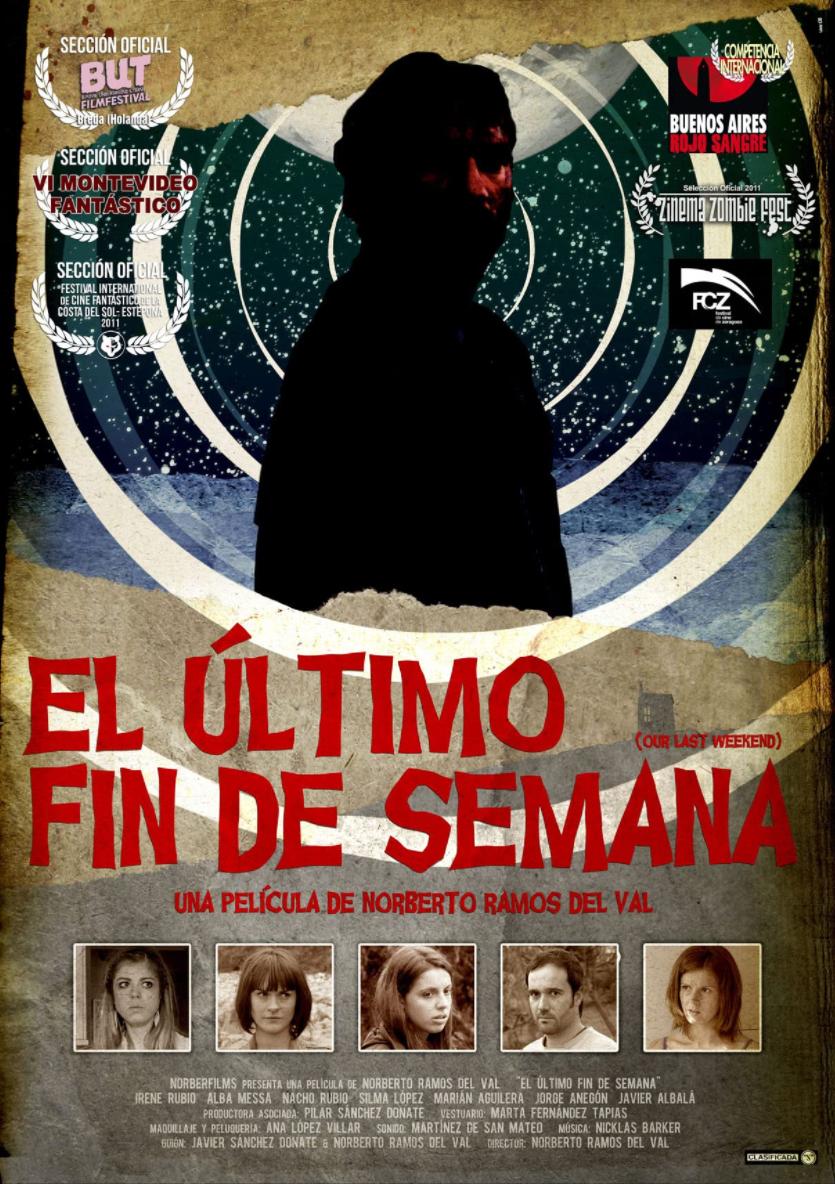 SECCIÓN OFICIAL
BUT
FILMFESTIVAL
Breda (Holanda)
SECCIÓN OFICIAL
VI MONTEVIDEO
FANTÁSTICO
SECCIÓN OFICIAL
"FESTIVAL INTERNATIONAL
DE CINE FANTÁSTICO DE LA
COSTA DEL SOL- ESTEPONA
2011
COMPETENCIA
INTERNACIONAL
BUENOS AIRES
ROJO SANGRE
Selección Oficial 2011
Zinema Zombie Fest
FCZ
festival
de cine
de zaragoza
EL ÚLTIMO
(OUR LAST WEEKEND)
FIN DE SEMANA
UNA PELÍCULA DE NORBERTO RAMOS DEL VAL
NORBERFILMS PRESENTA UNA PELÍCULA DE NORBERTO RAMOS DEL VAL "EL ÚLTIMO FIN DE SEMANA"
IRENE RUBIO ALBA MESSA NACHO RUBIO SILMA LÓPEZ MARIÁN AGUILERA JORGE ANEGÓN JAVIER ALBALÁ
PRODUCTORA ASOCIADA: PILAR SÁNCHEZ DONATE VESTUARIO: MARTA FERNÁNDEZ TAPIAS
MAQUILLAJE Y PELUQUERÍA: ANA LÓPEZ VILLAR SONIDO: MARTÍNEZ DE SAN MATEO MÚSICA: NICKLAS BARKER
GUIÓN: JAVIER SÁNCHEZ DONATE & NORBERTO RAMOS DEL VAL DIRECTOR: NORBERTO RAMOS DEL VAL
CLASIFICADA